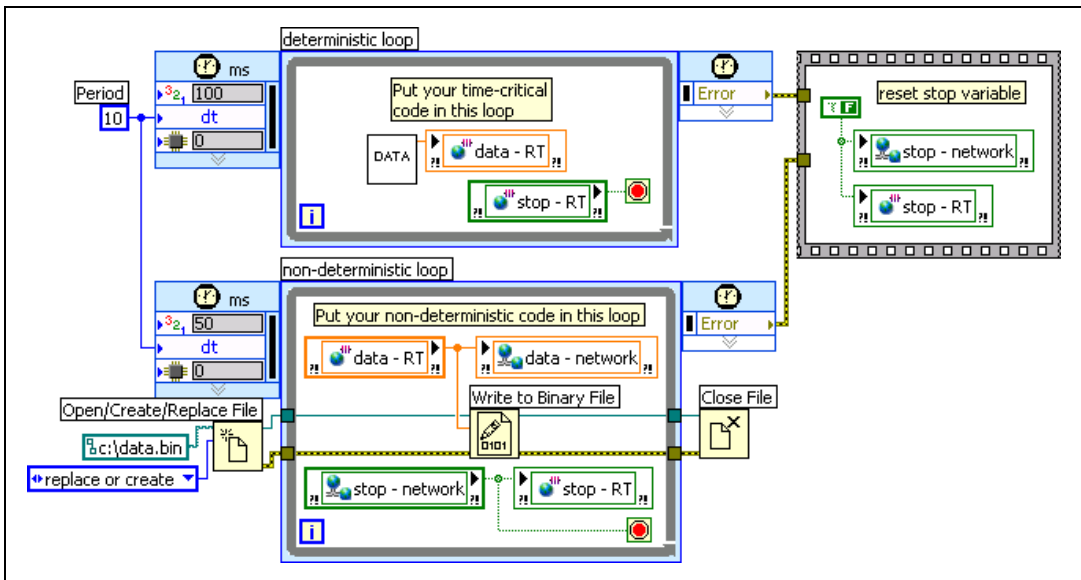 deterministic loop
ms
Period
10
100
dt
0
Put your time-critical
code in this loop
DATA
data - RT
stop - RT
i
Error
reset stop variable
F
stop - network
stop - RT
non-deterministic loop
ms
50
dt
0
Put your non-deterministic code in this loop
data - RT
data - network
Error
Open/Create/Replace File
c:\data.bin
replace or create
Write to Binary File
0101
Close File
stop - network
stop - RT
i